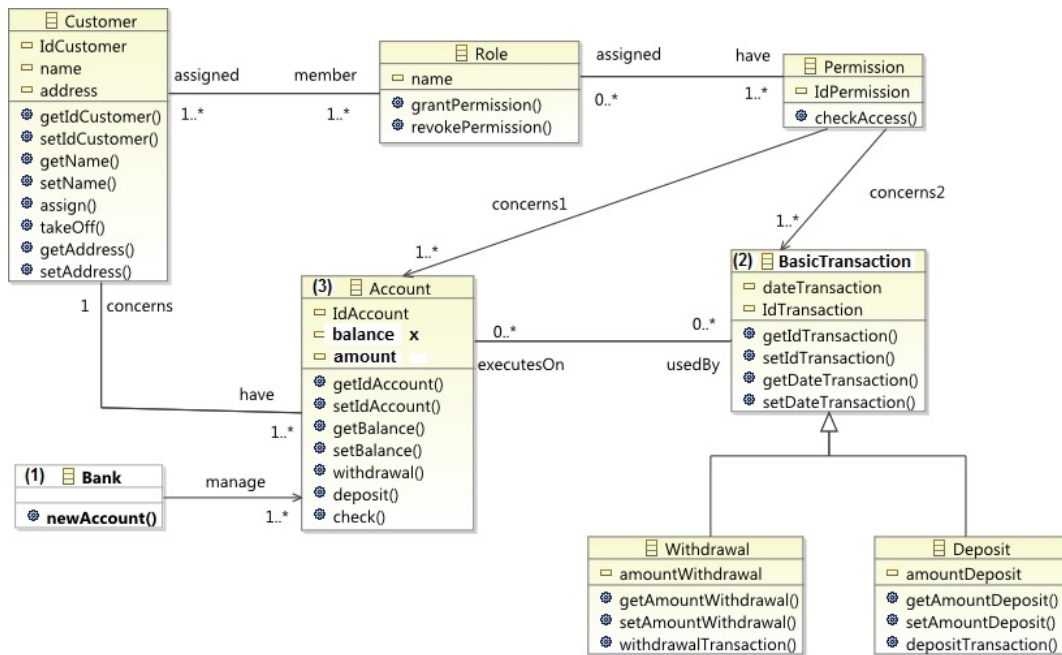 Customer
IdCustomer
name
address
getIdCustomer()
setIdCustomer()
getName()
setName()
assign()
takeOff()
getAddress()
setAddress()
assigned
member
1..*
1..*
Role
name
grantPermission()
revokePermission()
assigned
have
0..*
1..*
Permission
IdPermission
checkAccess()
concerns1
1..*
concerns2
1..*
1
concerns
have
1..*
(3) Account
IdAccount
balance x
amount
getIdAccount()
setIdAccount()
getBalance()
setBalance()
withdrawal()
deposit()
check()
0..*
0..*
executesOn
usedBy
(2) BasicTransaction
dateTransaction
IdTransaction
getIdTransaction()
setIdTransaction()
getDateTransaction()
setDateTransaction()
(1) Bank
newAccount()
manage
1..*
Withdrawal
amountWithdrawal
getAmountWithdrawal()
setAmountWithdrawal()
withdrawalTransaction()
Deposit
amountDeposit
getAmountDeposit()
setAmountDeposit()
depositTransaction()